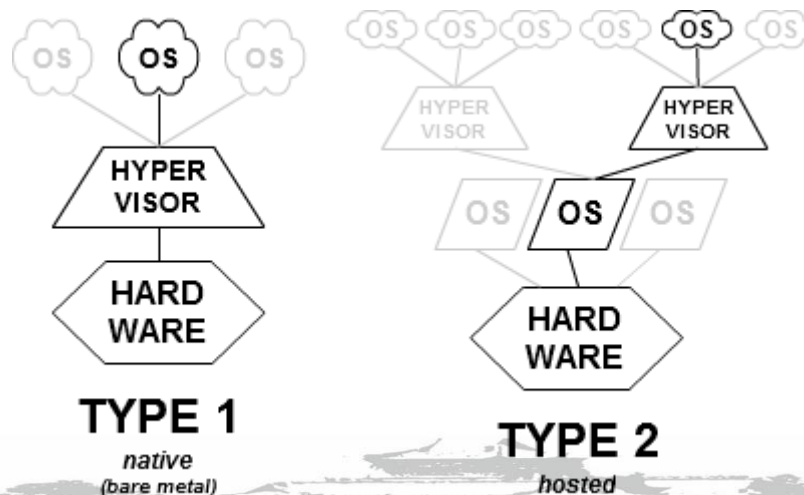 OS
OS
OS
HYPER
VISOR
HARD
WARE
TYPE 1
native
(bare metal)
OS
OS
OS
OS
OS
OS
HYPER
VISOR
HYPER
VISOR
OS
OS
OS
HARD
WARE
TYPE 2
hosted